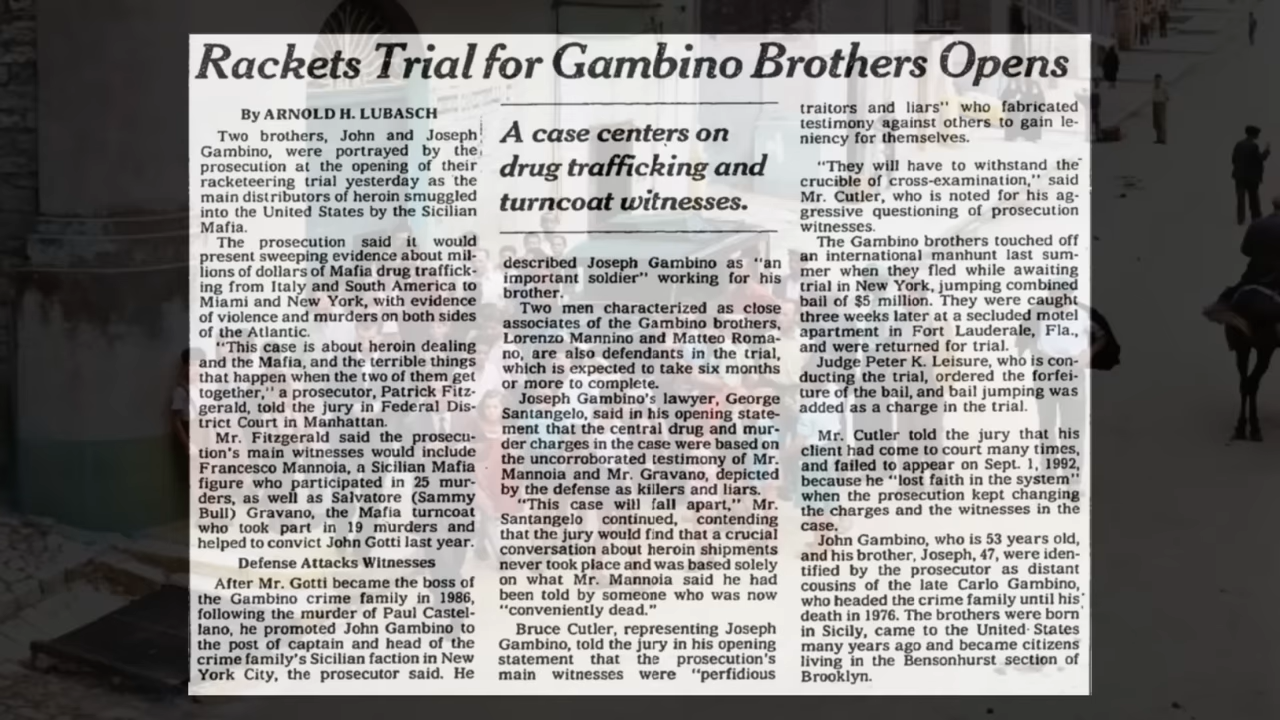 Rackets Trial for Gambino Brothers Opens
By ARNOLD H. LUBASCH
Two brothers, John and Joseph
Gambino, were portrayed by the
prosecution at the opening of their
racketeering trial yesterday as the
main distributors of heroin smuggled
into the United States by the Sicilian
Mafia.
The prosecution said it would
present sweeping evidence about mil-
lions of dollars of Mafia drug traffick-
ing from Italy and South America to
Miami and New York, with evidence
of violence and murders on both sides
of the Atlantic.
"This case is about heroin dealing
and the Mafia, and the terrible things
that happen when the two of them get
together," a prosecutor, Patrick Fitz-
gerald, told the jury in Federal Dis-
trict Court in Manhattan.
Mr. Fitzgerald said the prosecu-
tion's main witnesses would include
Francesco Mannoia, a Sicilian Mafia
figure who participated in 25 mur-
ders, as well as Salvatore (Sammy
Bull) Gravano, the Mafia turncoat
who took part in 19 murders and
helped to convict John Gotti last year.
Defense Attacks Witnesses
After Mr. Gotti became the boss of
the Gambino crime family in 1986,
following the murder of Paul Castel-
lano, he promoted John Gambino to
the post of captain and head of the
crime family's Sicilian faction in New
York City, the prosecutor said. He
A case centers on
drug trafficking and
turncoat witnesses.
described Joseph Gambino as "an
important soldier" working for his
brother.
Two men characterized as close
associates of the Gambino brothers,
Lorenzo Mannino and Matteo Roma-
no, are also defendants in the trial,
which is expected to take six months
or more to complete.
Joseph Gambino's lawyer, George
Santangelo, said in his opening state-
ment that the central drug and mur-
der charges in the case were based on
the uncorroborated testimony of Mr.
Mannoia and Mr. Gravano, depicted
by the defense as killers and liars.
"This case will fall apart," Mr.
Santangelo continued, contending
that the jury would find that a crucial
conversation about heroin shipments
never took place and was based solely
on what Mr. Mannoia said he had
been told by someone who was now
"conveniently dead."
Bruce Cutler, representing Joseph
Gambino, told the jury in his opening
statement that the prosecution's
main witnesses were "perfidious
traitors and liars" who fabricated
testimony against others to gain le-
niency for themselves.
"They will have to withstand the
crucible of cross-examination," said
Mr. Cutler, who is noted for his ag-
gressive questioning of prosecution
witnesses.
The Gambino brothers touched off
an international manhunt last sum-
mer when they fled while awaiting
trial in New York, jumping combined
bail of $5 million. They were caught
three weeks later at a secluded motel
apartment in Fort Lauderdale, Fla.,
and were returned for trial.
Judge Peter K. Leisure, who is con-
ducting the trial, ordered the forfei-
ture of the bail, and bail jumping was
added as a charge in the trial.
Mr. Cutler told the jury that his
client had come to court many times,
and failed to appear on Sept. 1, 1992,
because he "lost faith in the system"
when the prosecution kept changing
the charges and the witnesses in the
case.
John Gambino, who is 53 years old,
and his brother, Joseph, 47, were iden-
tified by the prosecutor as distant
cousins of the late Carlo Gambino,
who headed the crime family until his
death in 1976. The brothers were born
in Sicily, came to the United States
many years ago and became citizens
living in the Bensonhurst section of
Brooklyn.